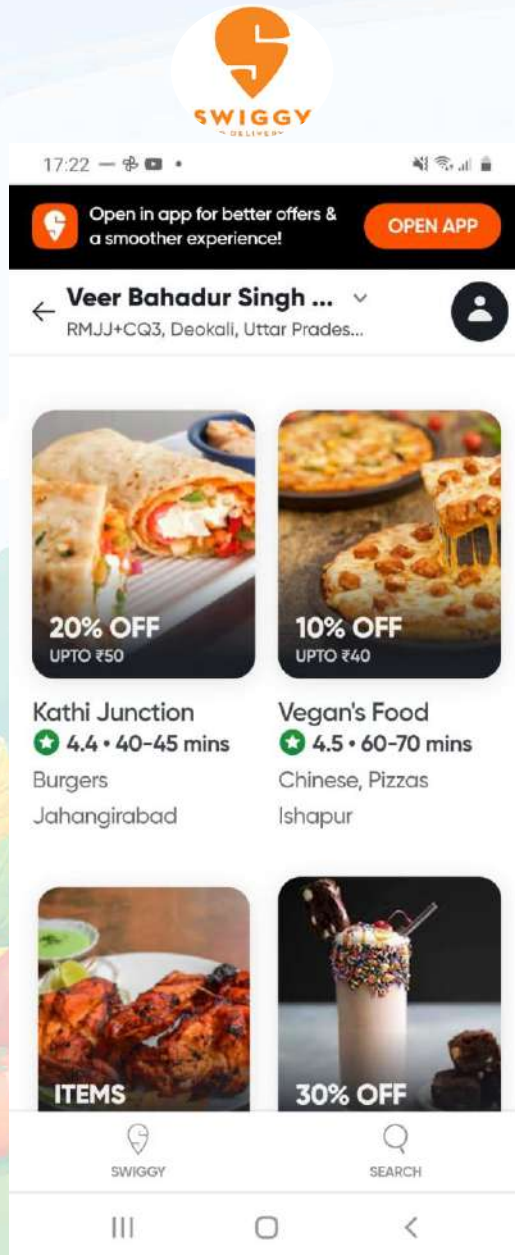 SWIGGY
DELIVERY
17:22
Open in app for better offers &
a smoother experience!
OPEN APP
Veer Bahadur Singh ...
RMJJ+CQ3, Deokali, Uttar Prades...
20% OFF
UPTO ₹50
10% OFF
UPTO ₹40
Kathi Junction
4.4 • 40-45 mins
Burgers
Jahangirabad
Vegan's Food
4.5 • 60-70 mins
Chinese, Pizzas
Ishapur
ITEMS
30% OFF
SWIGGY
SEARCH